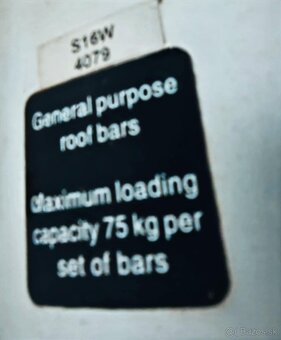 S16W
4079
General purpose
roof bars
Maximum loading
capacity 75 kg per
set of bars